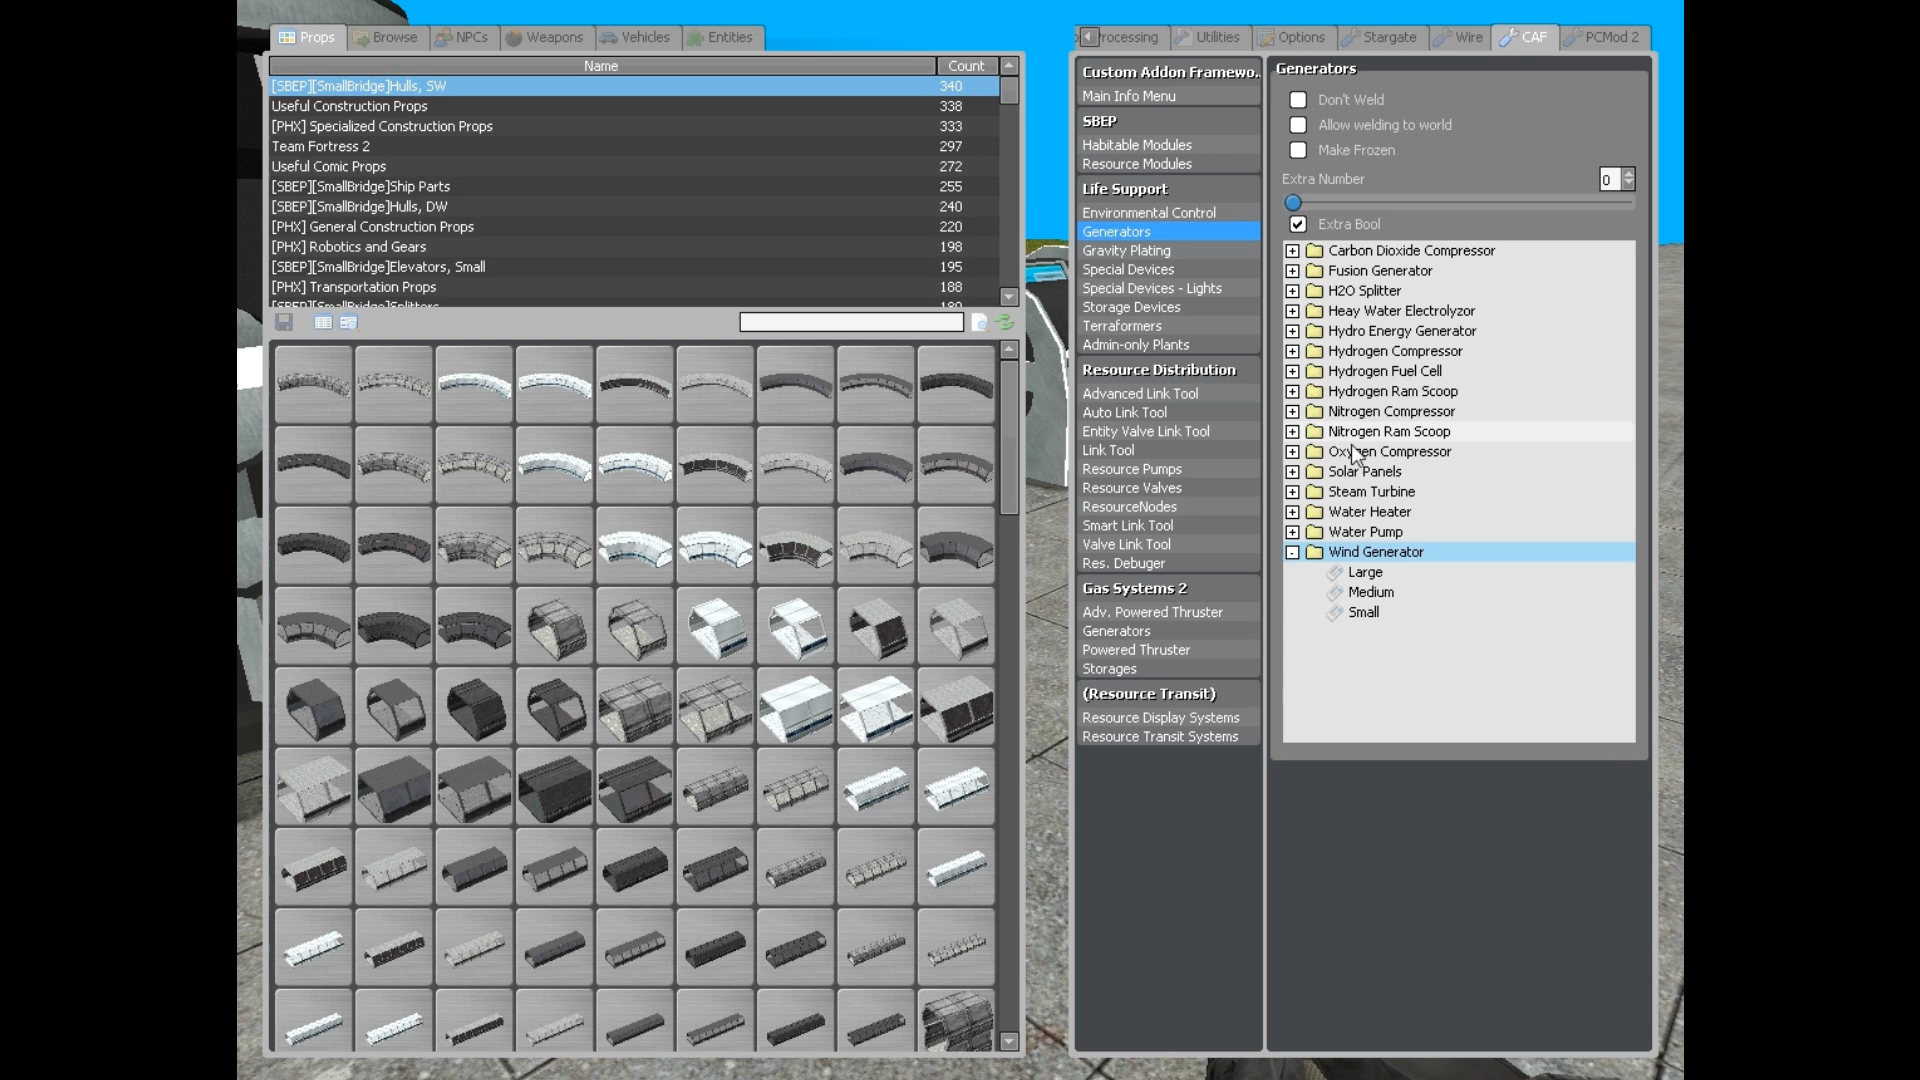 Props
Browse
NPCs
Weapons
Vehicles
Entities
Name
Count
[SBEP][SmallBridge]Hulls, SW
340
Useful Construction Props
338
[PHX] Specialized Construction Props
333
Team Fortress 2
297
Useful Comic Props
272
[SBEP][SmallBridge]Ship Parts
255
[SBEP][SmallBridge]Hulls, DW
240
[PHX] General Construction Props
220
[PHX] Robotics and Gears
198
[SBEP][SmallBridge]Elevators, Small
195
[PHX] Transportation Props
188
[SBEP][SmallBridge]Splitters
180
rocessing
Utilities
Options
Stargate
Wire
CAF
PCMod 2
Custom Addon Framewo..
Main Info Menu
SBEP
Habitable Modules
Resource Modules
Life Support
Environmental Control
Generators
Gravity Plating
Special Devices
Special Devices - Lights
Storage Devices
Terraformers
Admin-only Plants
Resource Distribution
Advanced Link Tool
Auto Link Tool
Entity Valve Link Tool
Link Tool
Resource Pumps
Resource Valves
ResourceNodes
Smart Link Tool
Valve Link Tool
Res. Debuger
Gas Systems 2
Adv. Powered Thruster
Generators
Powered Thruster
Storages
(Resource Transit)
Resource Display Systems
Resource Transit Systems
Generators
Don't Weld
Allow welding to world
Make Frozen
Extra Number
0
Extra Bool
Carbon Dioxide Compressor
Fusion Generator
H2O Splitter
Heay Water Electrolyzor
Hydro Energy Generator
Hydrogen Compressor
Hydrogen Fuel Cell
Hydrogen Ram Scoop
Nitrogen Compressor
Nitrogen Ram Scoop
Oxygen Compressor
Solar Panels
Steam Turbine
Water Heater
Water Pump
Wind Generator
Large
Medium
Small